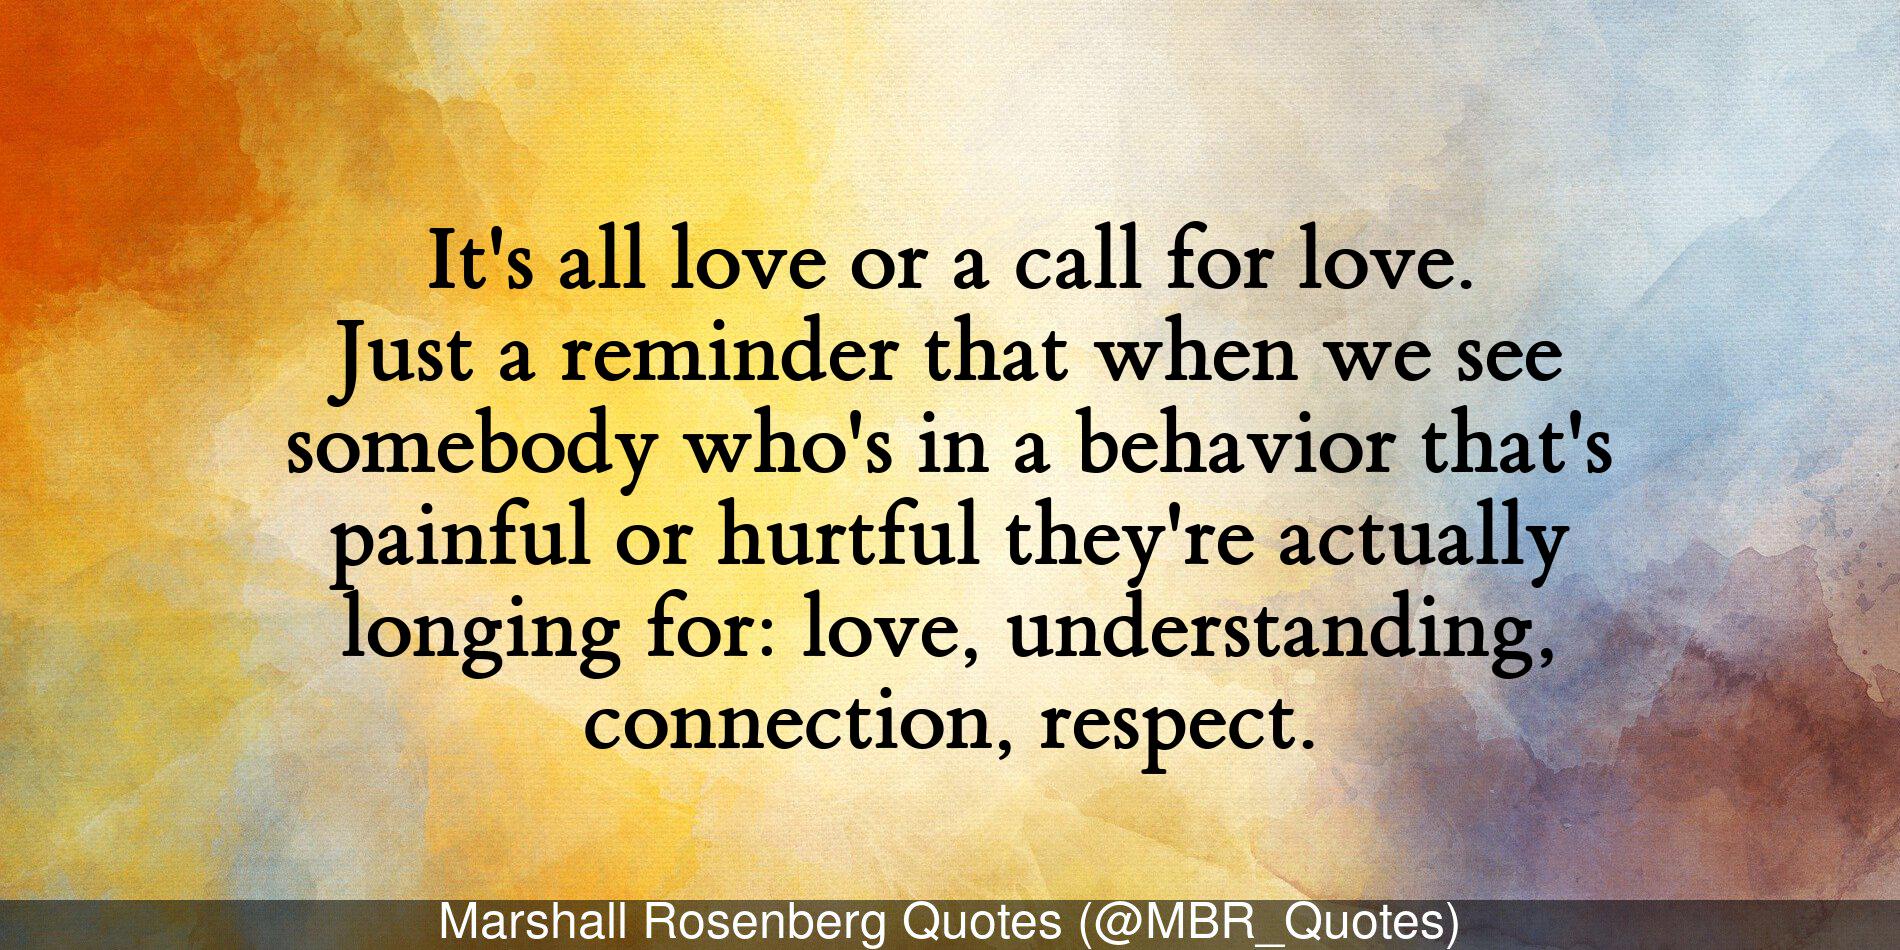 It's all love or a call for love.
Just a reminder that when we see
somebody who's in a behavior that's
painful or hurtful they're actually
longing for: love, understanding,
connection, respect.
Marshall Rosenberg Quotes (@MBR_Quotes)